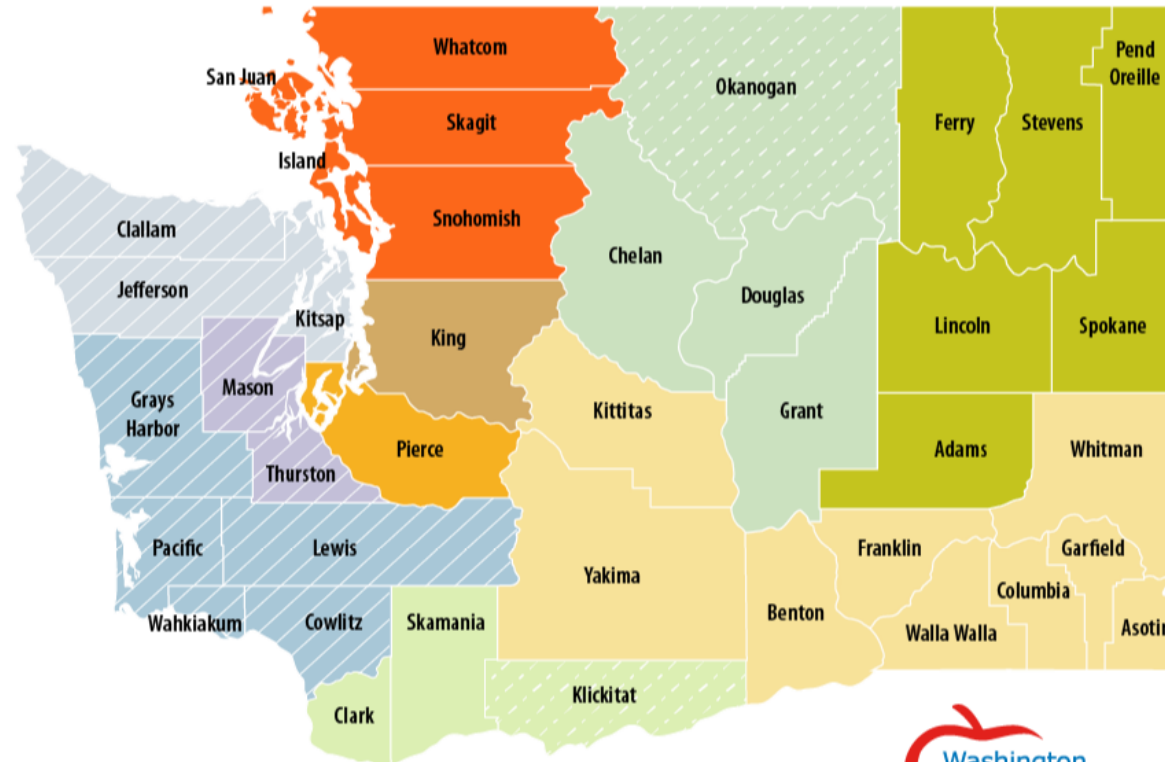 Whatcom
San Juan
Okanogan
Pend
Oreille
Skagit
Ferry
Stevens
Island
Snohomish
Clallam
Chelan
Jefferson
Douglas
Kitsap
King
Lincoln
Spokane
Mason
Grays
Harbor
Kittitas
Grant
Pierce
Adams
Whitman
Thurston
Pacific
Lewis
Franklin
Garfield
Yakima
Columbia
Wahkiakum
Cowlitz
Skamania
Benton
Walla Walla
Asotin
Klickitat
Clark
Washington